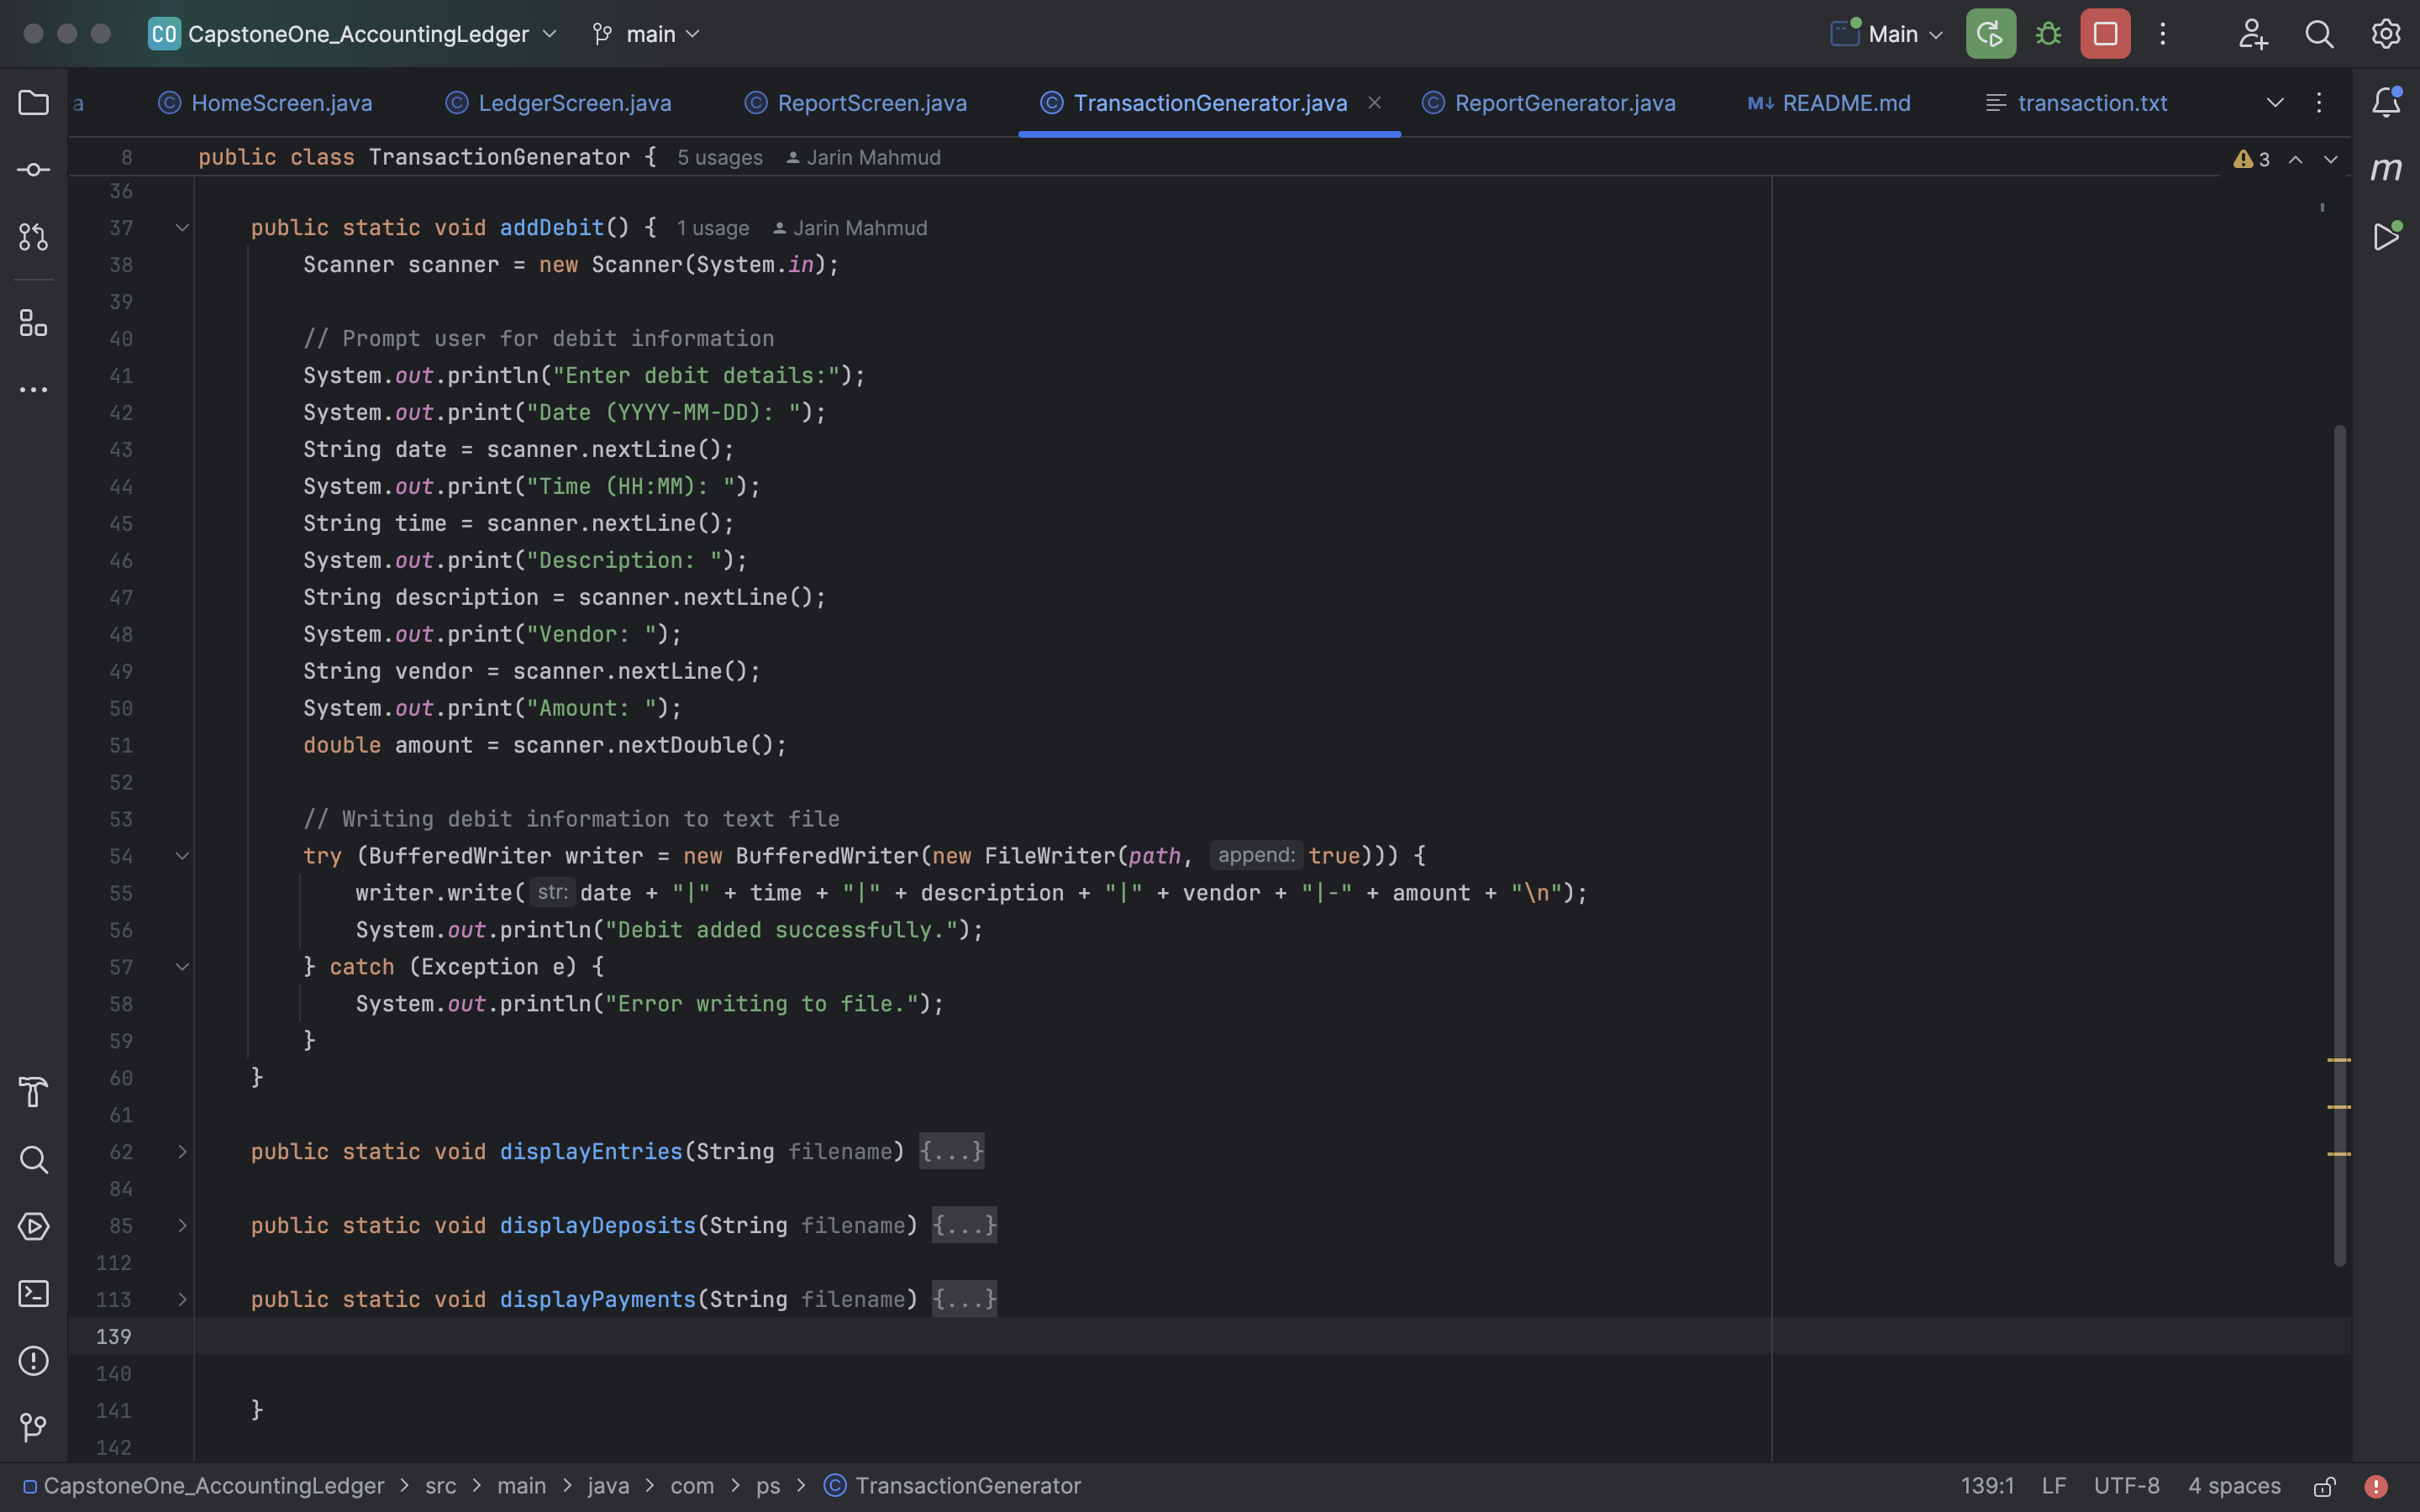 CO CapstoneOne_AccountingLedger main Main
a HomeScreen.java LedgerScreen.java ReportScreen.java TransactionGenerator.java ReportGenerator.java M↓ README.md transaction.txt
8 public class TransactionGenerator { 5 usages Jarin Mahmud 3
36
37 public static void addDebit() { 1 usage Jarin Mahmud
38 Scanner scanner = new Scanner(System.in);
39
40 // Prompt user for debit information
41 System.out.println("Enter debit details:");
42 System.out.print("Date (YYYY-MM-DD): ");
43 String date = scanner.nextLine();
44 System.out.print("Time (HH:MM): ");
45 String time = scanner.nextLine();
46 System.out.print("Description: ");
47 String description = scanner.nextLine();
48 System.out.print("Vendor: ");
49 String vendor = scanner.nextLine();
50 System.out.print("Amount: ");
51 double amount = scanner.nextDouble();
52
53 // Writing debit information to text file
54 try (BufferedWriter writer = new BufferedWriter(new FileWriter(path, append: true))) {
55 writer.write( str: date + "|" + time + "|" + description + "|" + vendor + "|-" + amount + "\n");
56 System.out.println("Debit added successfully.");
57 } catch (Exception e) {
58 System.out.println("Error writing to file.");
59 }
60 }
61
62 public static void displayEntries(String filename) {...}
84
85 public static void displayDeposits(String filename) {...}
112
113 public static void displayPayments(String filename) {...}
139
140
141 }
142
CapstoneOne_AccountingLedger > src > main > java > com > ps > TransactionGenerator 139:1 LF UTF-8 4 spaces